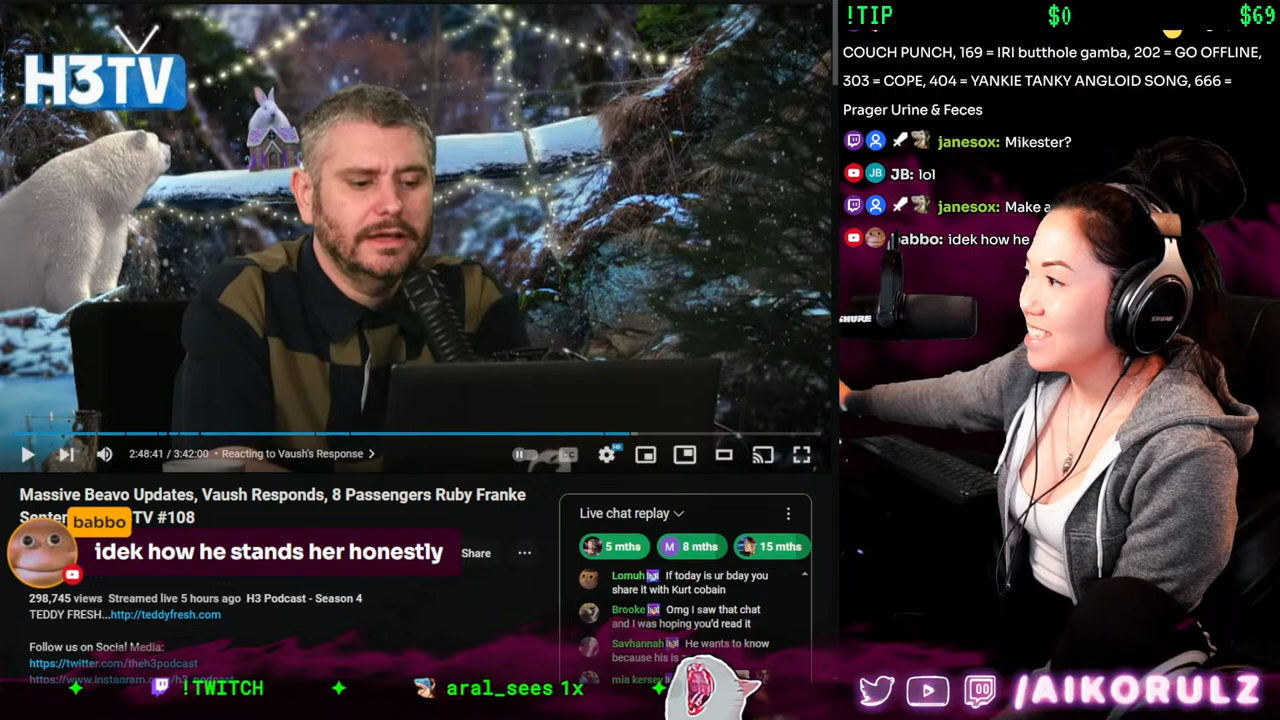 H3TV
2:48:41 / 3:42:00 • Reacting to Vaush's Response
Massive Beavo Updates, Vaush Responds, 8 Passengers Ruby Franke
TV #108
babbo
idek how he stands her honestly
Share
298,745 views Streamed live 5 hours ago H3 Podcast - Season 4
TEDDY FRESH...http://teddyfresh.com
Follow us on Social Media:
https://twitter.com/theh3podcast
Live chat replay
5 mths
M 8 mths
15 mths
Lomuh If today is ur bday you
share it with Kurt cobain
Brooke Omg I saw that chat
and I was hoping you'd read it
Savhannah He wants to know
because his is
mia kersey
!TWITCH
aral_sees 1x
!TIP
$0
$69
COUCH PUNCH, 169 = IRI butthole gamba, 202 = GO OFFLINE,
303 = COPE, 404 = YANKIE TANKY ANGLOID SONG, 666 =
Prager Urine & Feces
janesox: Mikester?
JB JB: lol
janesox: Make a
babbo: idek how he
SHURE
SHURE
/AIKORULZ